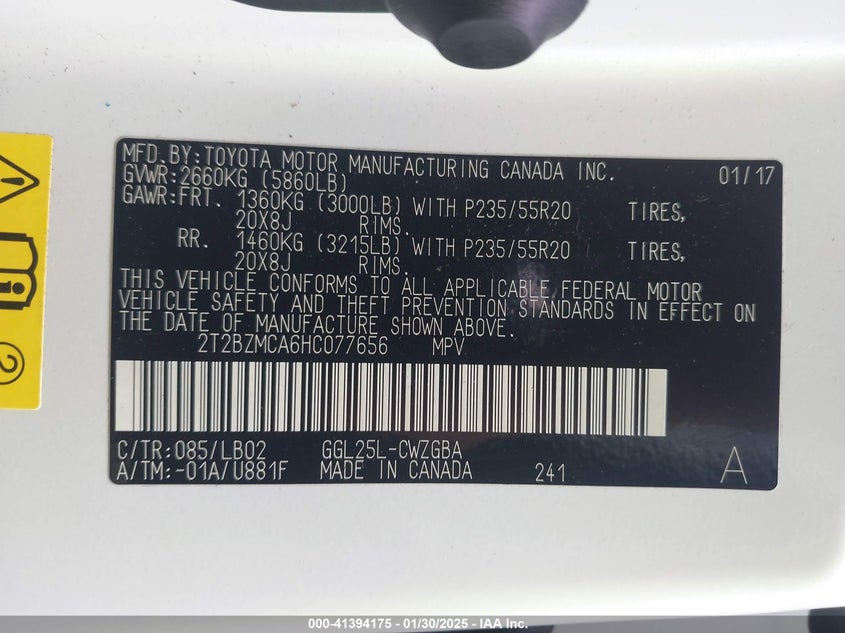 MFD.BY:TOYOTA MOTOR MANUFACTURING CANADA INC. 01/17
GVWR:2660KG (5860LB)
GAWR:FRT. 1360KG (3000LB) WITH P235/55R20 TIRES,
20X8J RIMS.
RR. 1460KG (3215LB) WITH P235/55R20 TIRES,
20X8J RIMS.
THIS VEHICLE CONFORMS TO ALL APPLICABLE FEDERAL MOTOR
VEHICLE SAFETY AND THEFT PREVENTION STANDARDS IN EFFECT ON
THE DATE OF MANUFACTURE SHOWN ABOVE.
2T2BZMCA6HC077656 MPV
C/TR:085/LB02 GGL25L-CWZGBA
A/TM:-01A/U881F MADE IN CANADA 241 A
2
000-41394175 - 01/30/2025 - IAA Inc.